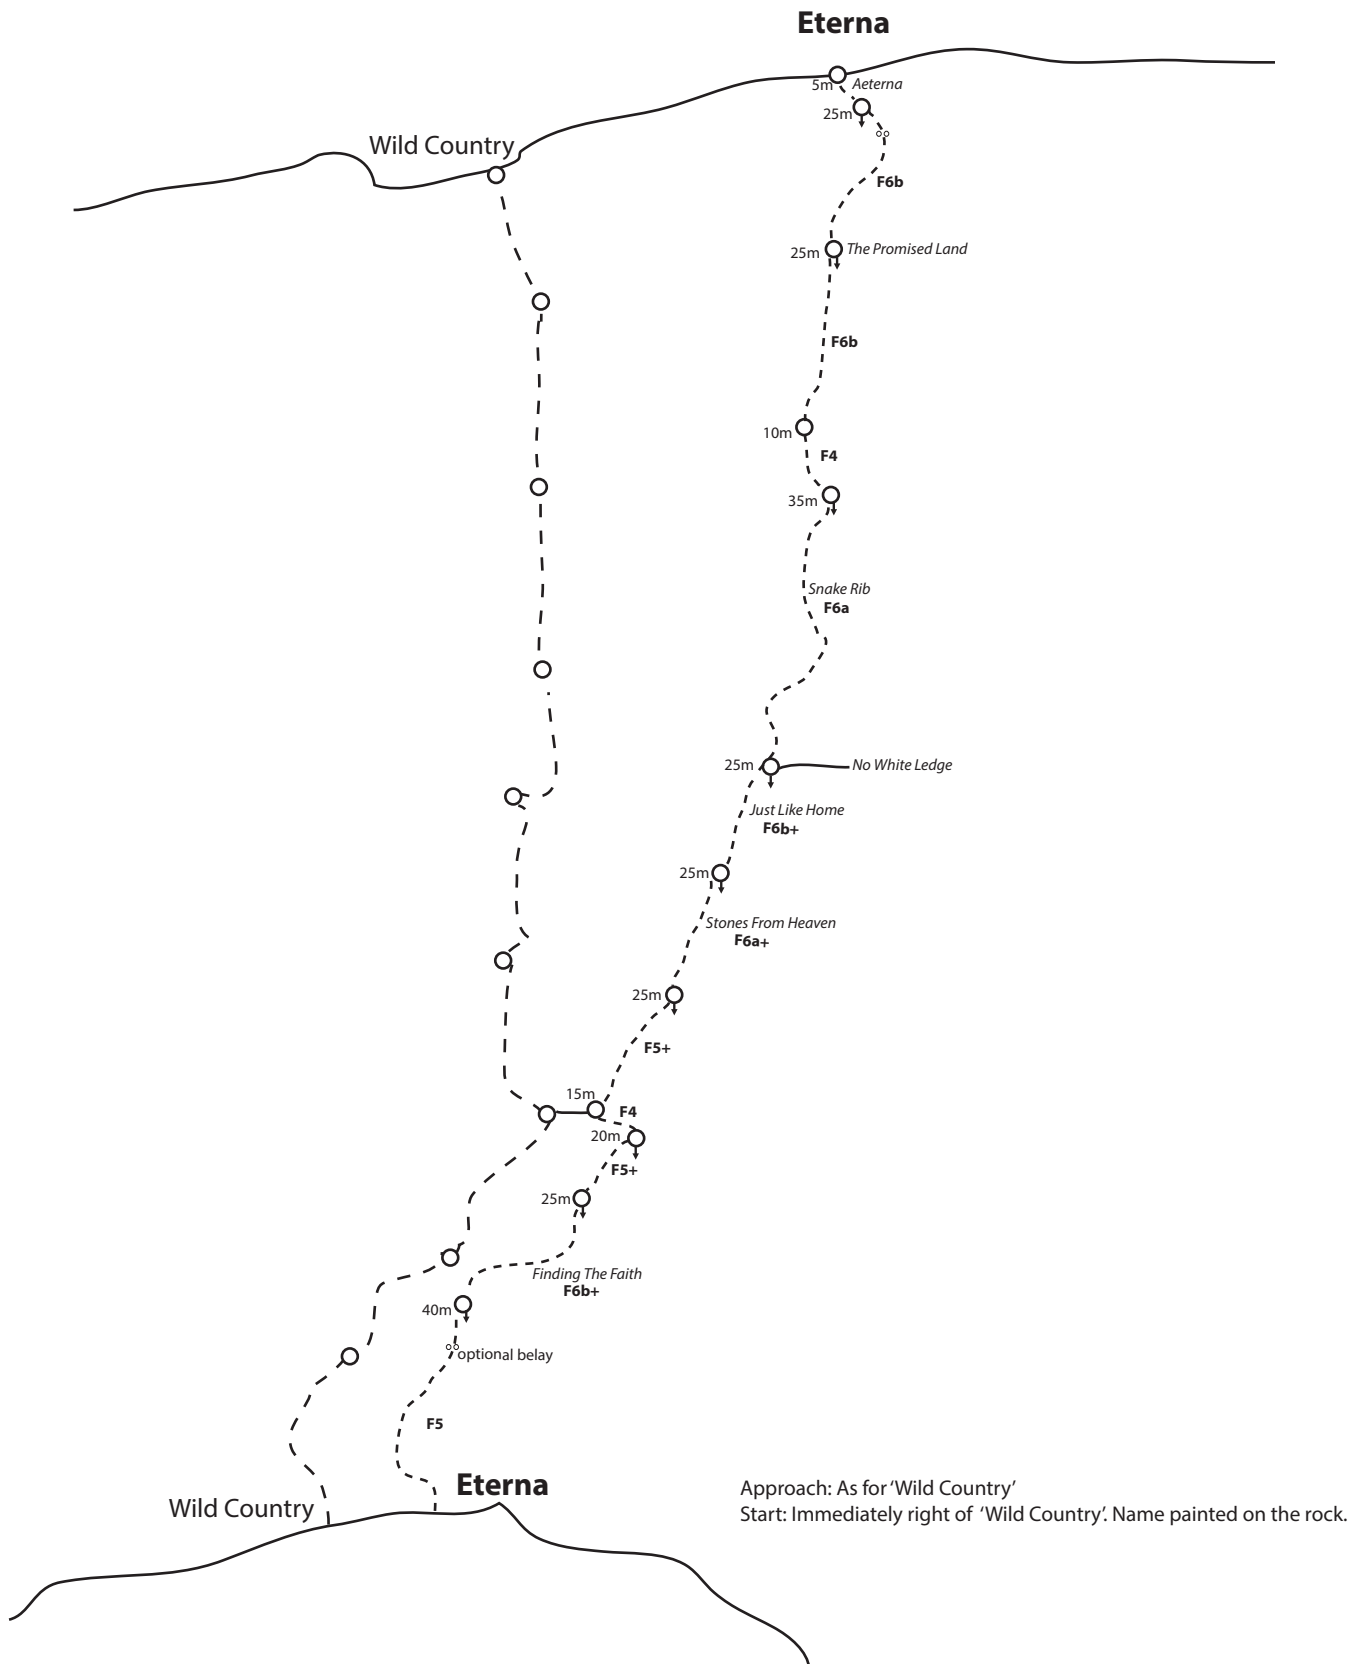 Eterna
5m
Aeterna
25m
Wild Country
F6b
25m
The Promised Land
F6b
10m
F4
35m
Snake Rib
F6a
25m
No White Ledge
Just Like Home
F6b+
25m
Stones From Heaven
F6a+
25m
F5+
15m
F4
20m
F5+
25m
Finding The Faith
F6b+
40m
optional belay
F5
Eterna
Wild Country
Approach: As for ‘Wild Country’
Start: Immediately right of ‘Wild Country’. Name painted on the rock.